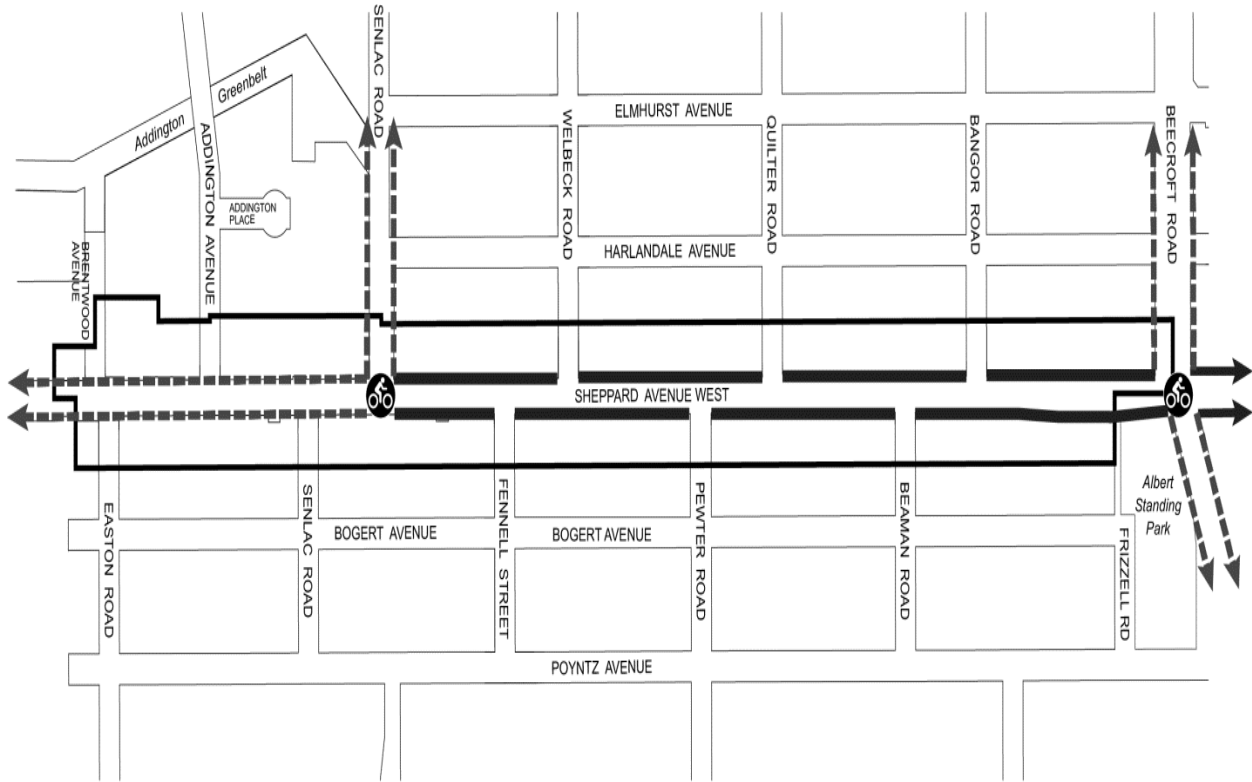 SENLAC ROAD
Addington Greenbelt
ADDINGTON AVENUE
ELMHURST AVENUE
WELBECK ROAD
QUILTER ROAD
BANGOR ROAD
BEECROFT ROAD
ADDINGTON
PLACE
BRENTWOOD
AVENUE
HARLANDALE AVENUE
SHEPPARD AVENUE WEST
EASTON ROAD
SENLAC ROAD
FENNELL STREET
PEWTER ROAD
BEAMAN ROAD
Albert
Standing
Park
FRIZZELL RD
BOGERT AVENUE
BOGERT AVENUE
POYNTZ AVENUE